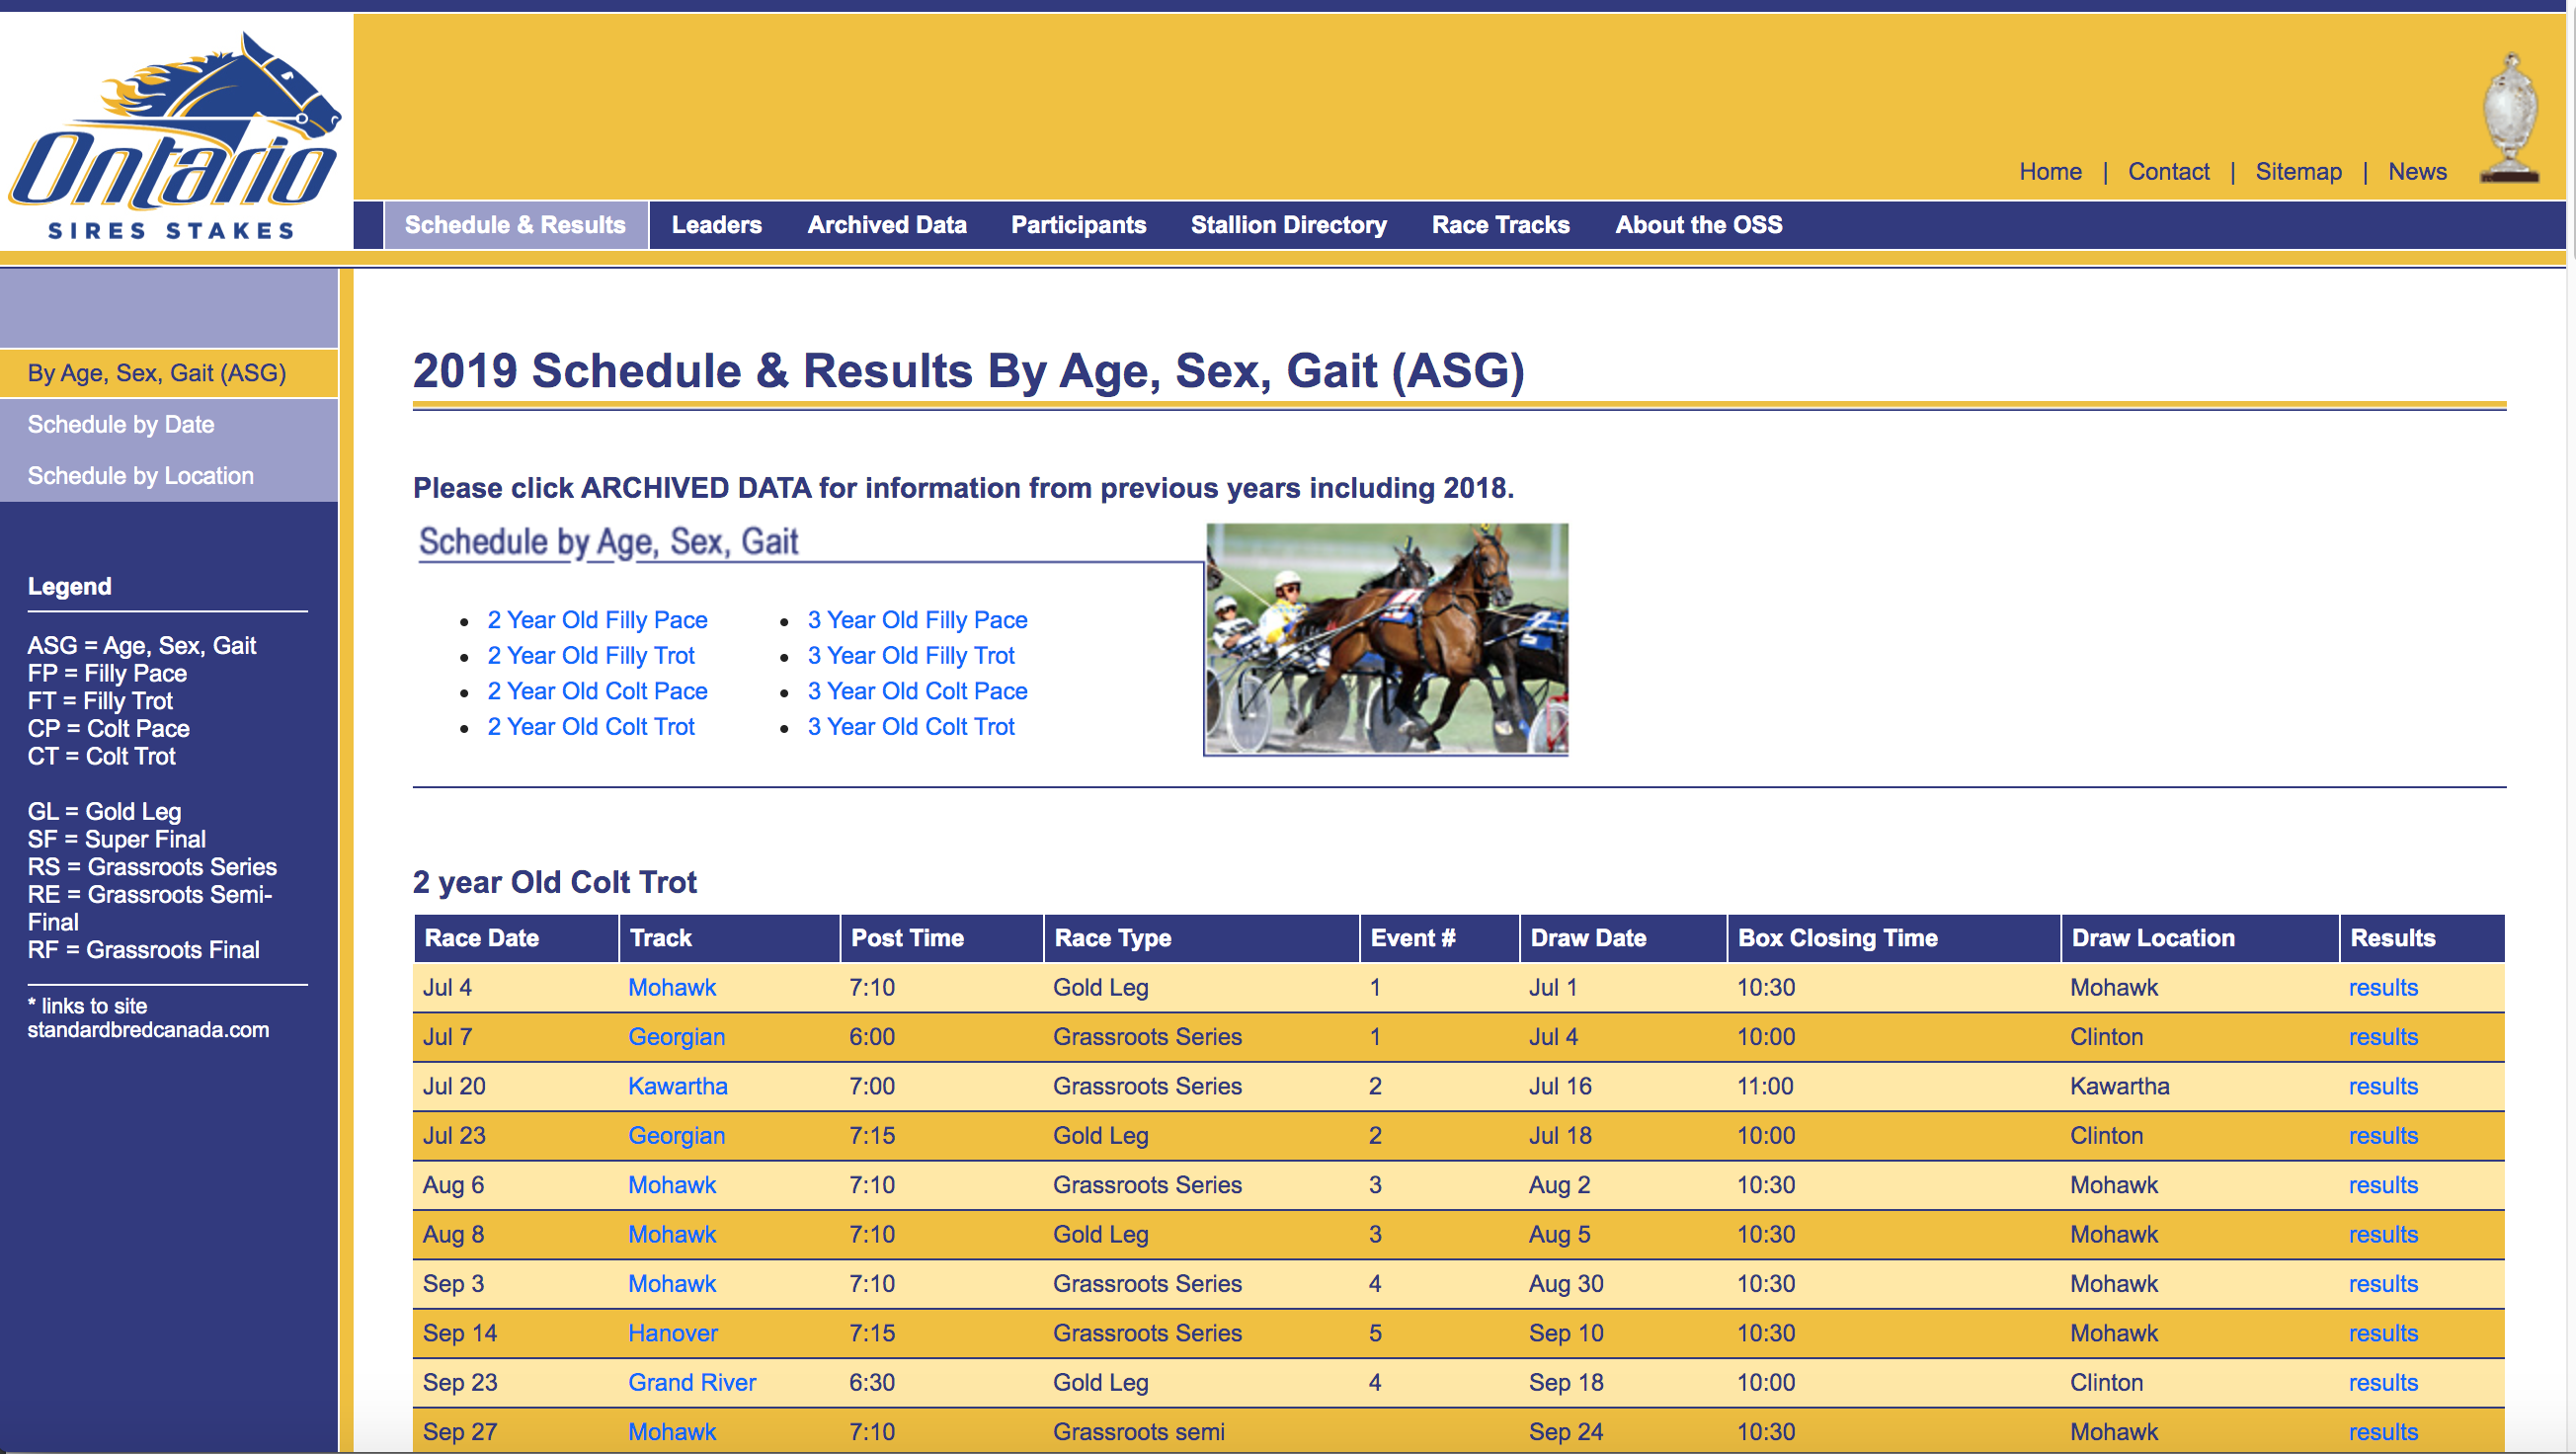 Ontario
SIRES STAKES
Home | Contact | Sitemap | News
Schedule & Results Leaders Archived Data Participants Stallion Directory Race Tracks About the OSS
By Age, Sex, Gait (ASG)
Schedule by Date
Schedule by Location
Legend
ASG = Age, Sex, Gait
FP = Filly Pace
FT = Filly Trot
CP = Colt Pace
CT = Colt Trot
GL = Gold Leg
SF = Super Final
RS = Grassroots Series
RE = Grassroots Semi-
Final
RF = Grassroots Final
* links to site
standardbredcanada.com
2019 Schedule & Results By Age, Sex, Gait (ASG)
Please click ARCHIVED DATA for information from previous years including 2018.
Schedule by Age, Sex, Gait
2 Year Old Filly Pace
2 Year Old Filly Trot
2 Year Old Colt Pace
2 Year Old Colt Trot
3 Year Old Filly Pace
3 Year Old Filly Trot
3 Year Old Colt Pace
3 Year Old Colt Trot
2 year Old Colt Trot
Race Date Track Post Time Race Type Event # Draw Date Box Closing Time Draw Location Results
Jul 4 Mohawk 7:10 Gold Leg 1 Jul 1 10:30 Mohawk results
Jul 7 Georgian 6:00 Grassroots Series 1 Jul 4 10:00 Clinton results
Jul 20 Kawartha 7:00 Grassroots Series 2 Jul 16 11:00 Kawartha results
Jul 23 Georgian 7:15 Gold Leg 2 Jul 18 10:00 Clinton results
Aug 6 Mohawk 7:10 Grassroots Series 3 Aug 2 10:30 Mohawk results
Aug 8 Mohawk 7:10 Gold Leg 3 Aug 5 10:30 Mohawk results
Sep 3 Mohawk 7:10 Grassroots Series 4 Aug 30 10:30 Mohawk results
Sep 14 Hanover 7:15 Grassroots Series 5 Sep 10 10:30 Mohawk results
Sep 23 Grand River 6:30 Gold Leg 4 Sep 18 10:00 Clinton results
Sep 27 Mohawk 7:10 Grassroots semi Sep 24 10:30 Mohawk results